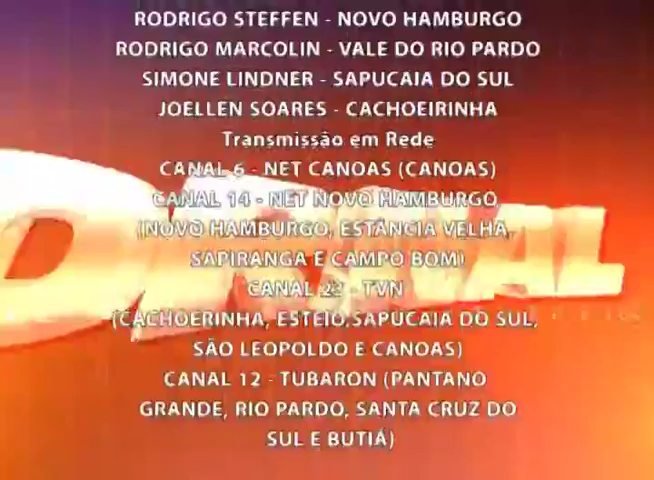 RODRIGO STEFFEN - NOVO HAMBURGO
RODRIGO MARCOLIN - VALE DO RIO PARDO
SIMONE LINDNER - SAPUCAIA DO SUL
JOELLEN SOARES - CACHOEIRINHA
Transmissão em Rede
CANAL 6 - NET CANOAS (CANOAS)
CANAL 14 - NET NOVO HAMBURGO
(NOVO HAMBURGO, ESTÂNCIA VELHA,
SAPIRANGA E CAMPO BOM)
CANAL 22 - TVN
(CACHOERINHA, ESTEIO,SAPUCAIA DO SUL,
SÃO LEOPOLDO E CANOAS)
CANAL 12 - TUBARON (PANTANO
GRANDE, RIO PARDO, SANTA CRUZ DO
SUL E BUTIÁ)